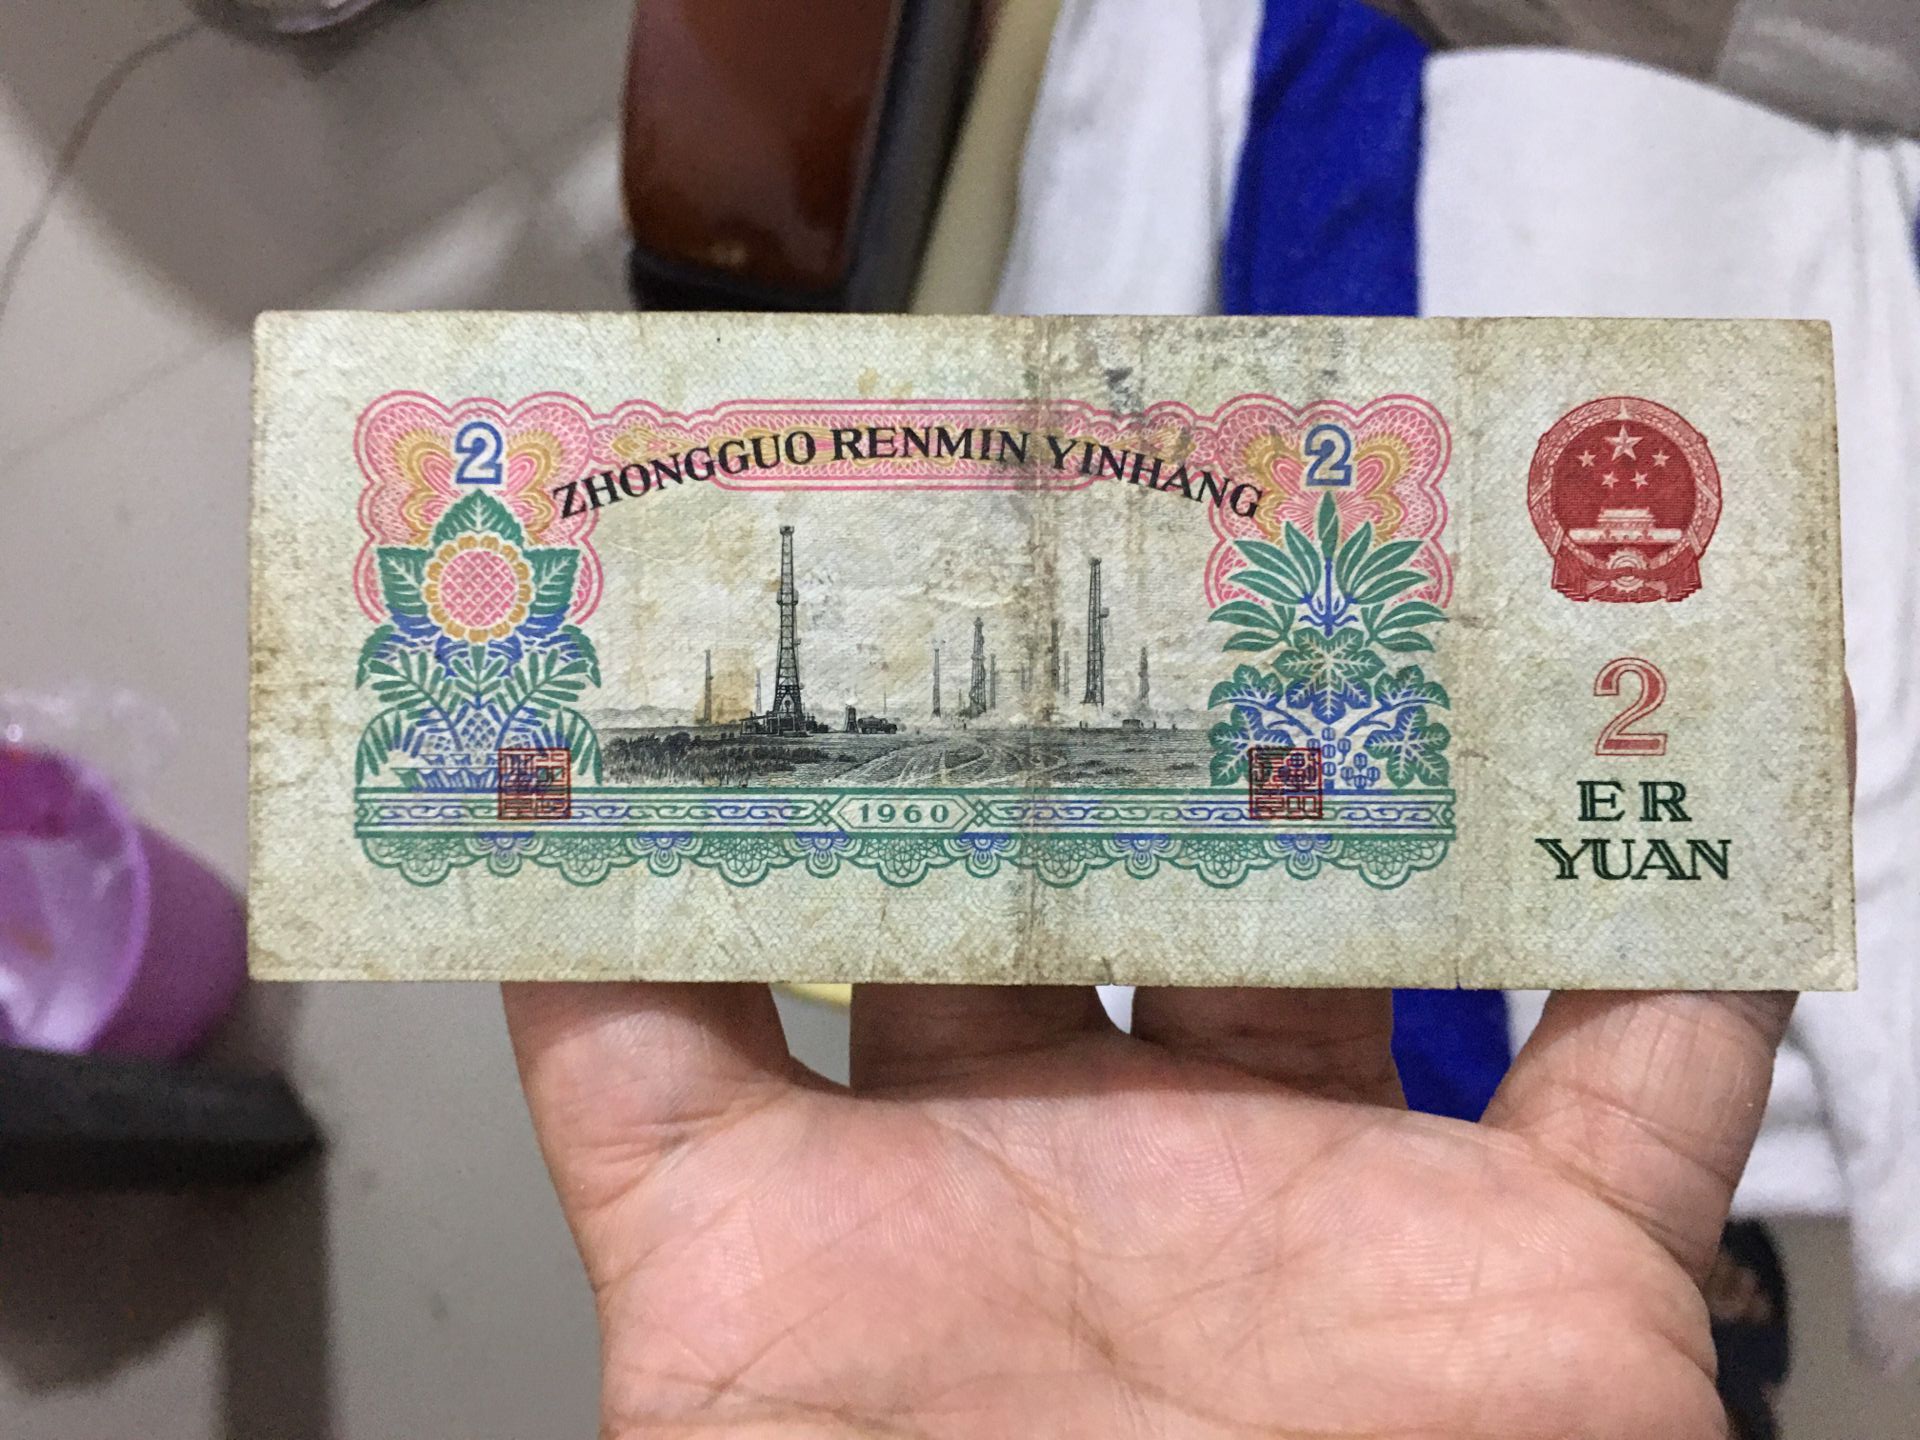 2
2
ZHONGGUO RENMIN YINHANG
1960
2
ER
YUAN